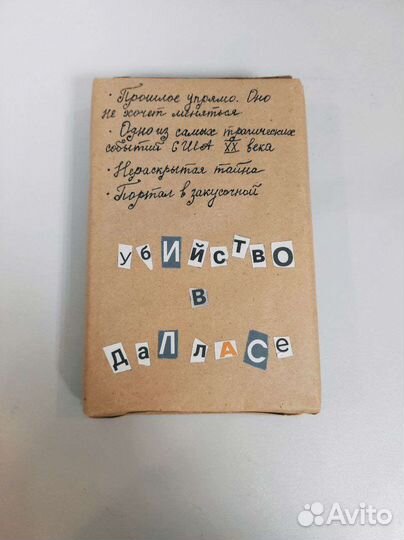 · Прошлое упрямо. Оно
не хочет меняться
· Одно из самых трагических
событий США XX века
· Нераскрытая тайна
· Портал в закусочной
УбИЙСТВО
В
ДаЛлАСе
Avito